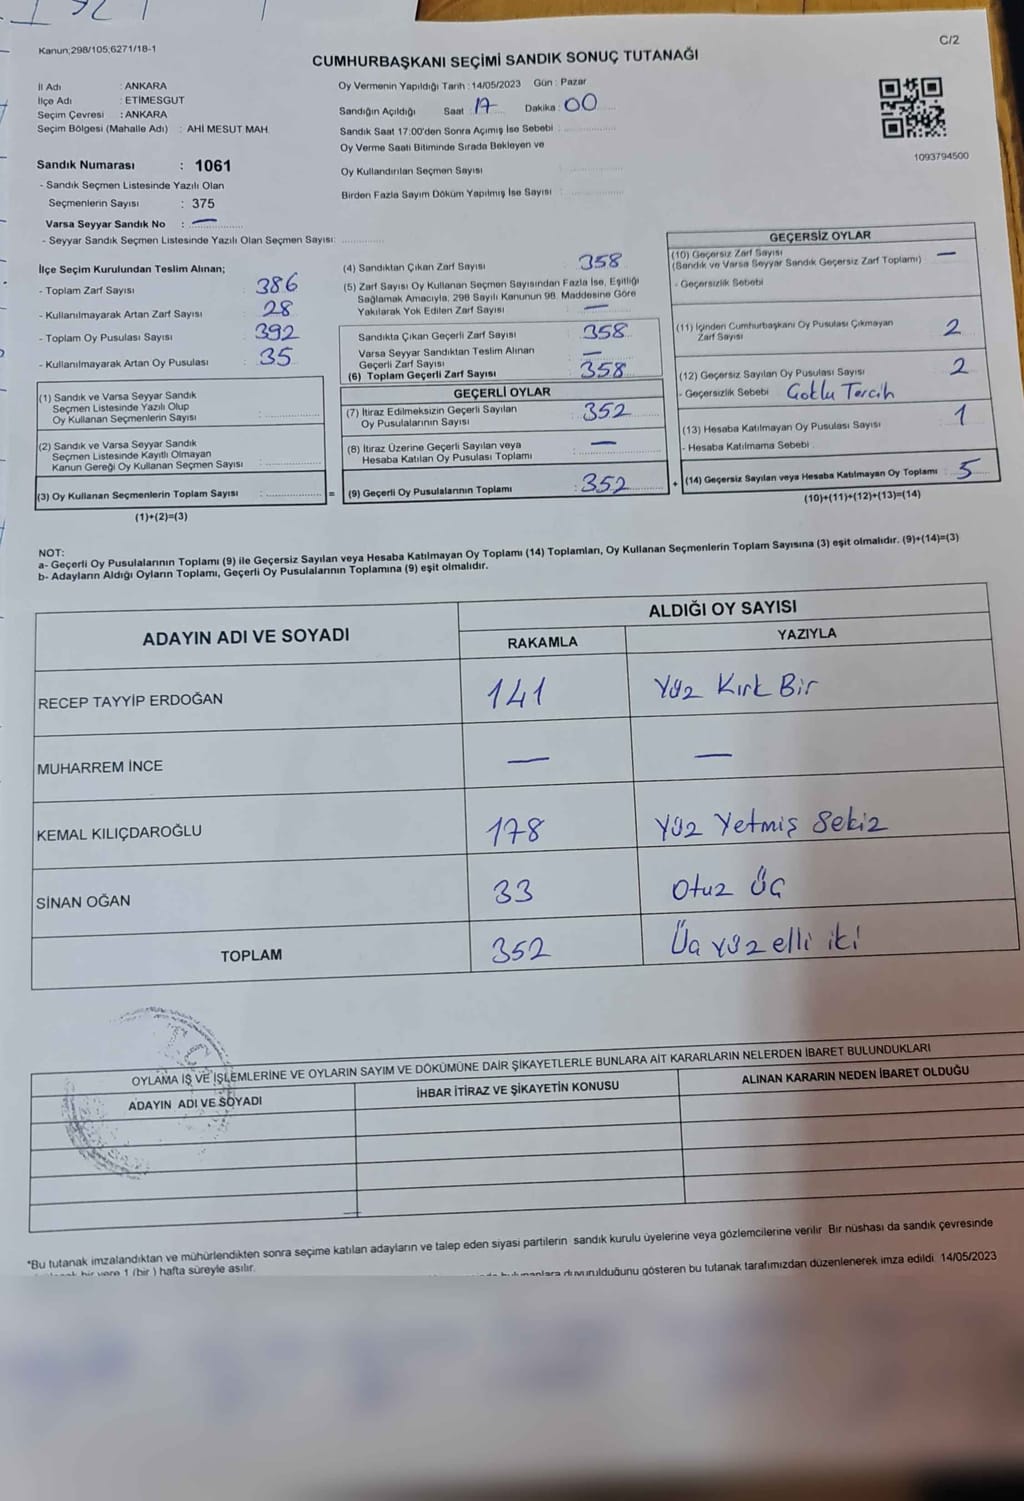 Kanun;298/105;6271/18-1
C/2
CUMHURBAŞKANI SEÇİMİ SANDIK SONUÇ TUTANAĞI
İl Adı : ANKARA
İlçe Adı : ETİMESGUT
Seçim Çevresi : ANKARA
Seçim Bölgesi (Mahalle Adı) : AHİ MESUT MAH.
Oy Vermenin Yapıldığı Tarih : 14/05/2023 Gün : Pazar
Sandığın Açıldığı Saat : 17 Dakika : 00
Sandık Saat 17:00'den Sonra Açımış İse Sebebi :
Oy Verme Saati Bitiminde Sırada Bekleyen ve
Oy Kullandırılan Seçmen Sayısı :
Birden Fazla Sayım Döküm Yapılmış İse Sayısı :
1093794500
Sandık Numarası : 1061
- Sandık Seçmen Listesinde Yazılı Olan
Seçmenlerin Sayısı : 375
Varsa Seyyar Sandık No : —
- Seyyar Sandık Seçmen Listesinde Yazılı Olan Seçmen Sayısı:
İlçe Seçim Kurulundan Teslim Alınan;
- Toplam Zarf Sayısı : 386
- Kullanılmayarak Artan Zarf Sayısı : 28
- Toplam Oy Pusulası Sayısı : 392
- Kullanılmayarak Artan Oy Pusulası : 35
(1) Sandık ve Varsa Seyyar Sandık
Seçmen Listesinde Yazılı Olup
Oy Kullanan Seçmenlerin Sayısı :
(2) Sandık ve Varsa Seyyar Sandık
Seçmen Listesinde Kayıtlı Olmayan
Kanun Gereği Oy Kullanan Seçmen Sayısı :
(3) Oy Kullanan Seçmenlerin Toplam Sayısı : =
(1)+(2)=(3)
(4) Sandıktan Çıkan Zarf Sayısı 358
(5) Zarf Sayısı Oy Kullanan Seçmen Sayısından Fazla İse, Eşitliği
Sağlamak Amacıyla, 298 Sayılı Kanunun 98. Maddesine Göre
Yakılarak Yok Edilen Zarf Sayısı : —
Sandıkta Çıkan Geçerli Zarf Sayısı : 358
Varsa Seyyar Sandıktan Teslim Alınan
Geçerli Zarf Sayısı : —
(6) Toplam Geçerli Zarf Sayısı : 358
GEÇERLİ OYLAR
(7) İtiraz Edilmeksizin Geçerli Sayılan
Oy Pusulalarının Sayısı : 352
(8) İtiraz Üzerine Geçerli Sayılan veya
Hesaba Katılan Oy Pusulası Toplamı : —
(9) Geçerli Oy Pusulalarının Toplamı : 352 +
GEÇERSİZ OYLAR
(10) Geçersiz Zarf Sayısı —
(Sandık ve Varsa Seyyar Sandık Geçersiz Zarf Toplamı)
- Geçersizlik Sebebi
(11) İçinden Cumhurbaşkanı Oy Pusulası Çıkmayan
Zarf Sayısı 2
(12) Geçersiz Sayılan Oy Pusulası Sayısı 2
- Geçersizlik Sebebi Çoklu Tercih
(13) Hesaba Katılmayan Oy Pusulası Sayısı 1
- Hesaba Katılmama Sebebi
(14) Geçersiz Sayılan veya Hesaba Katılmayan Oy Toplamı : 5
(10)+(11)+(12)+(13)=(14)
NOT:
a- Geçerli Oy Pusulalarının Toplamı (9) ile Geçersiz Sayılan veya Hesaba Katılmayan Oy Toplamı (14) Toplamları, Oy Kullanan Seçmenlerin Toplam Sayısına (3) eşit olmalıdır. (9)+(14)=(3)
b- Adayların Aldığı Oyların Toplamı, Geçerli Oy Pusulalarının Toplamına (9) eşit olmalıdır.
ADAYIN ADI VE SOYADI
ALDIĞI OY SAYISI
RAKAMLA YAZIYLA
RECEP TAYYİP ERDOĞAN 141 Yüz Kırk Bir
MUHARREM İNCE — —
KEMAL KILIÇDAROĞLU 178 Yüz Yetmiş Sekiz
SİNAN OĞAN 33 Otuz Üç
TOPLAM 352 Üç yüz elli iki
T.C.
OYLAMA İŞ VE İŞLEMLERİNE VE OYLARIN SAYIM VE DÖKÜMÜNE DAİR ŞİKAYETLERLE BUNLARA AİT KARARLARIN NELERDEN İBARET BULUNDUKLARI
ADAYIN ADI VE SOYADI İHBAR İTİRAZ VE ŞİKAYETİN KONUSU ALINAN KARARIN NEDEN İBARET OLDUĞU
*Bu tutanak imzalandıktan ve mühürlendikten sonra seçime katılan adayların ve talep eden siyasi partilerin sandık kurulu üyelerine veya gözlemcilerine verilir. Bir nüshası da sandık çevresinde
bir yere 1 (bir ) hafta süreyle asılır.
duyurulduğunu gösteren bu tutanak tarafımızdan düzenlenerek imza edildi. 14/05/2023